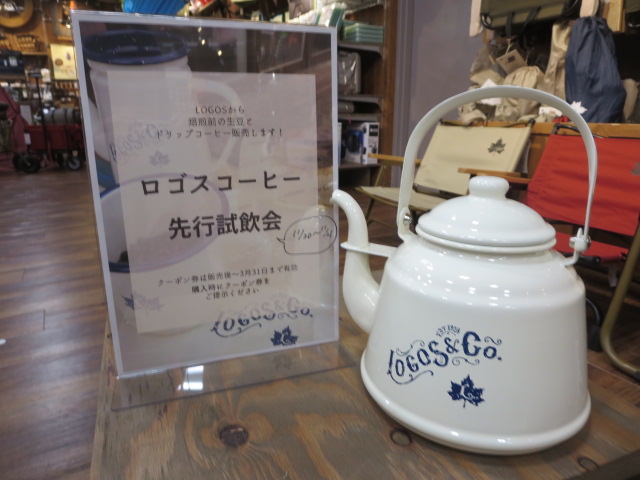 LOGOSから
焙煎前の生豆と
ドリップコーヒー販売します！
ロゴスコーヒー
先行試飲会
クーポン券は販売後〜3月31日まで有効
購入時にクーポン券を
ご提示ください
LOGOS&Co.
LOGOS&Co.